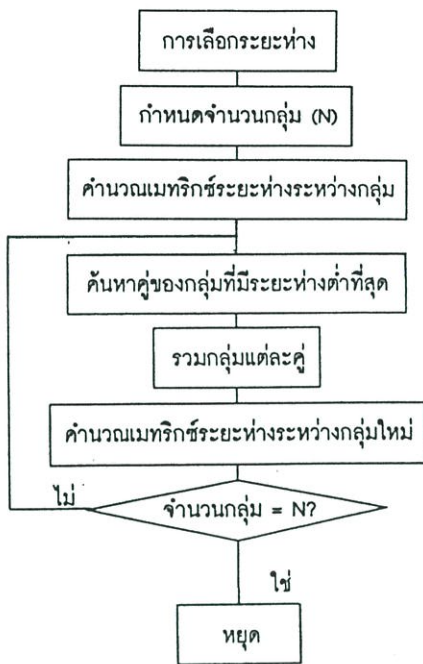 การเลือกระยะห่าง
กำหนดจำนวนกลุ่ม (N)
คำนวณเมทริกซ์ระยะห่างระหว่างกลุ่ม
ค้นหาคู่ของกลุ่มที่มีระยะห่างต่ำที่สุด
รวมกลุ่มแต่ละคู่
คำนวณเมทริกซ์ระยะห่างระหว่างกลุ่มใหม่
ไม่
จำนวนกลุ่ม = N?
ใช่
หยุด